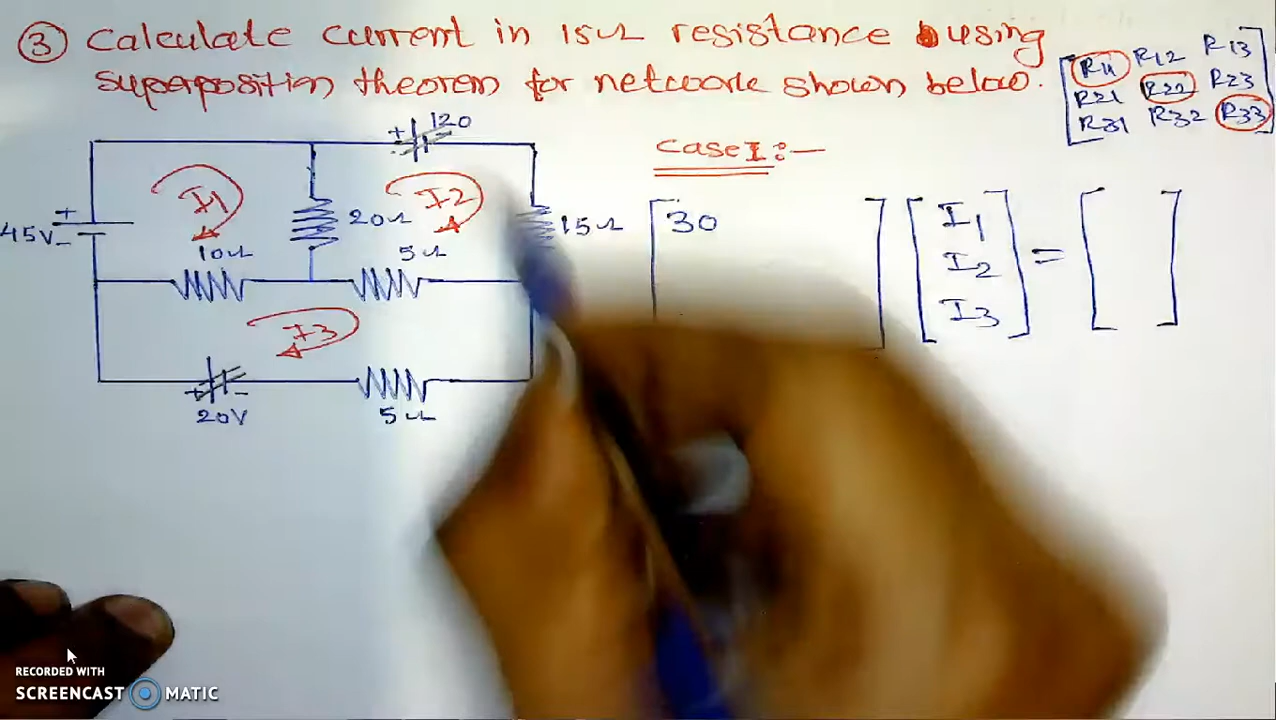 ③ Calculate current in 15Ω resistance using
superposition theorem for netwoork shown below.
R11 R12 R13
R21 R22 R23
R31 R32 R33
+ 120
Case I :-
45V + -
I1
20Ω
I2
15Ω
10Ω
5Ω
30
I1
I2
I3
=
I3
+ -
20V
5Ω
RECORDED WITH
SCREENCAST MATIC